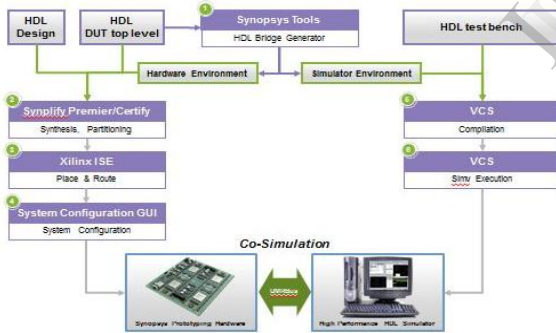 HDL
Design
HDL
DUT top level
1
Synopsys Tools
HDL Bridge Generator
HDL test bench
Hardware Environment
Simulator Environment
2
Synplify Premier/Certify
Synthesis, Partitioning
5
VCS
Compilation
3
Xilinx ISE
Place & Route
6
VCS
Simv Execution
4
System Configuration GUI
System Configuration
Co-Simulation
UMRBus
Synopsys Prototyping Hardware
High Performance HDL Simulator